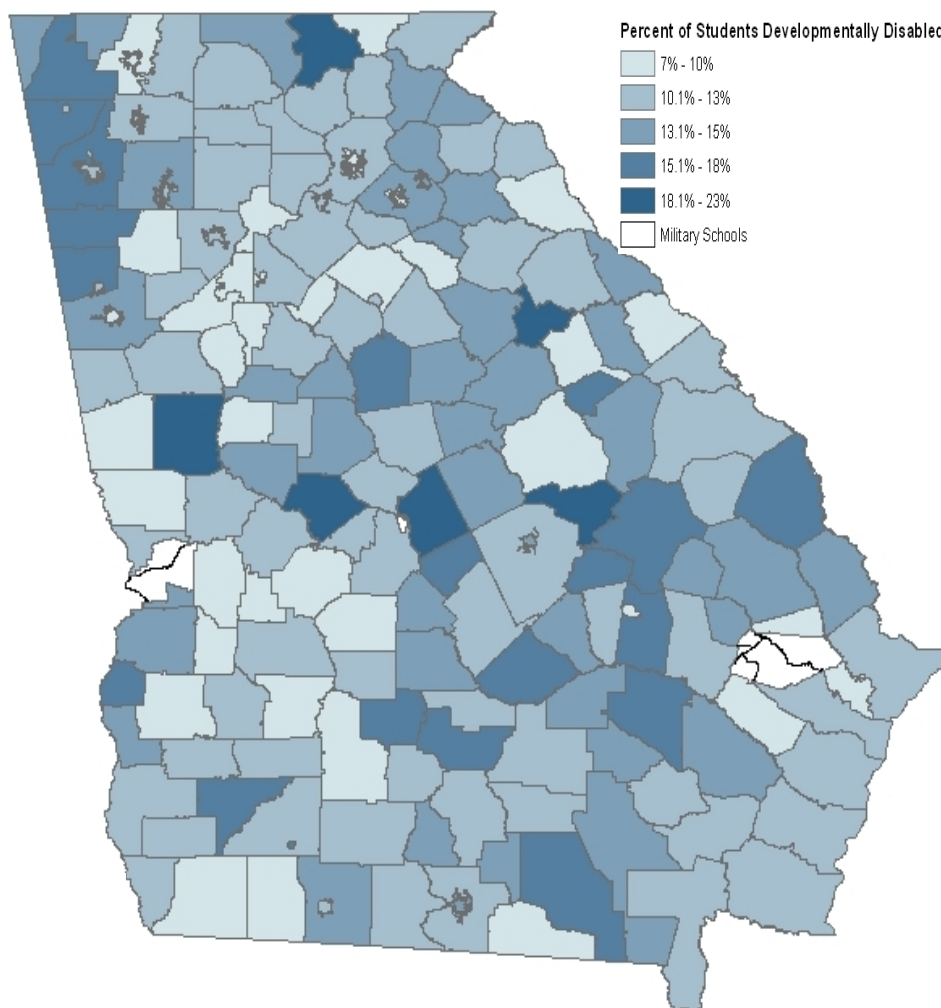 Percent of Students Developmentally Disabled
7% - 10%
10.1% - 13%
13.1% - 15%
15.1% - 18%
18.1% - 23%
Military Schools